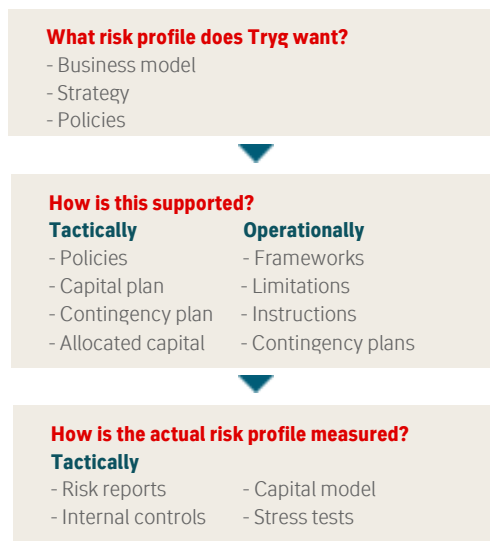 What risk profile does Tryg want?
- Business model
- Strategy
- Policies
How is this supported?
Tactically Operationally
- Policies - Frameworks
- Capital plan - Limitations
- Contingency plan - Instructions
- Allocated capital - Contingency plans
How is the actual risk profile measured?
Tactically
- Risk reports - Capital model
- Internal controls - Stress tests